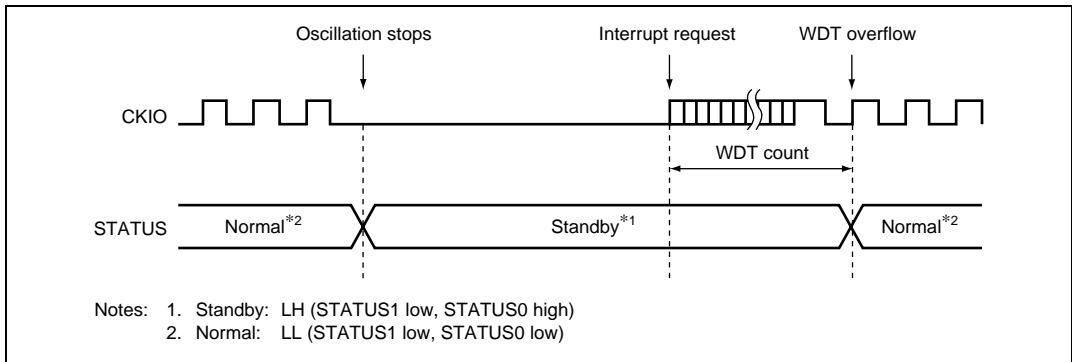 Oscillation stops Interrupt request WDT overflow
CKIO
WDT count
STATUS Normal*2 Standby*1 Normal*2
Notes: 1. Standby: LH (STATUS1 low, STATUS0 high)
2. Normal: LL (STATUS1 low, STATUS0 low)